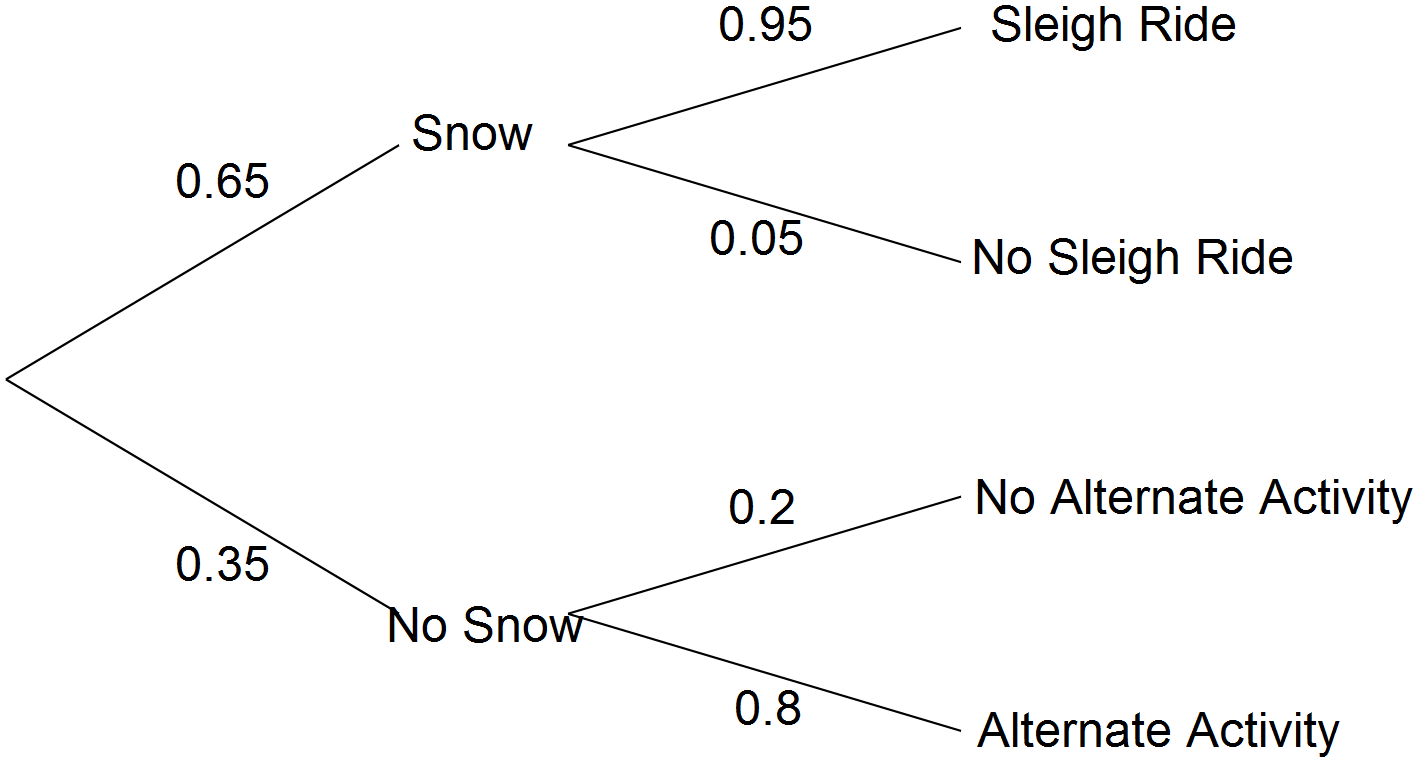 0.95
Sleigh Ride
Snow
0.65
0.05
No Sleigh Ride
0.2
No Alternate Activity
0.35
No Snow
0.8
Alternate Activity